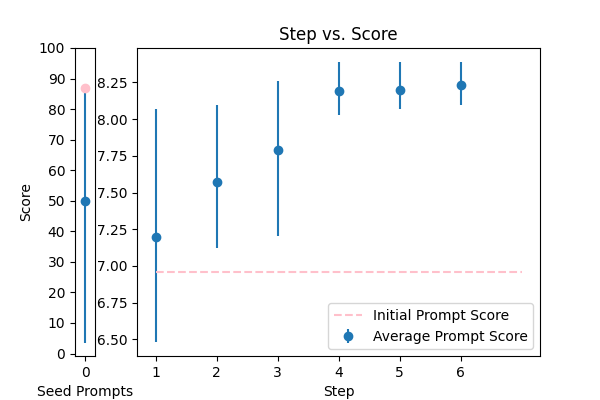 Step vs. Score
Score
100
90
80
70
60
50
40
30
20
10
0
0
Seed Prompts
8.25
8.00
7.75
7.50
7.25
7.00
6.75
6.50
1 2 3 4 5 6
Step
Initial Prompt Score
Average Prompt Score